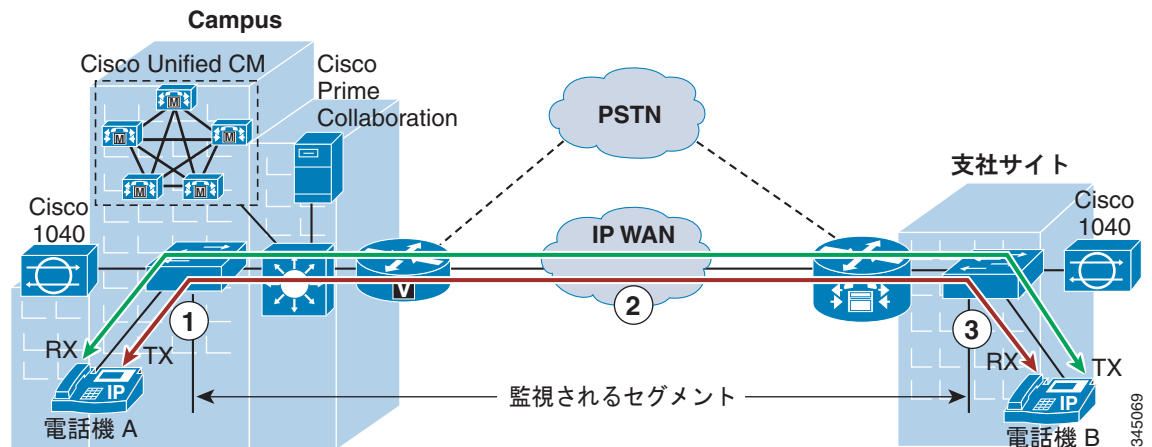 Campus
Cisco Unified CM
Cisco
Prime
Collaboration
M
M
M
M
M
PSTN
支社サイト
Cisco
1040
Cisco
1040
IP WAN
V
1
2
3
RX
TX
RX
TX
IP
IP
監視されるセグメント
電話機 A
電話機 B
345069